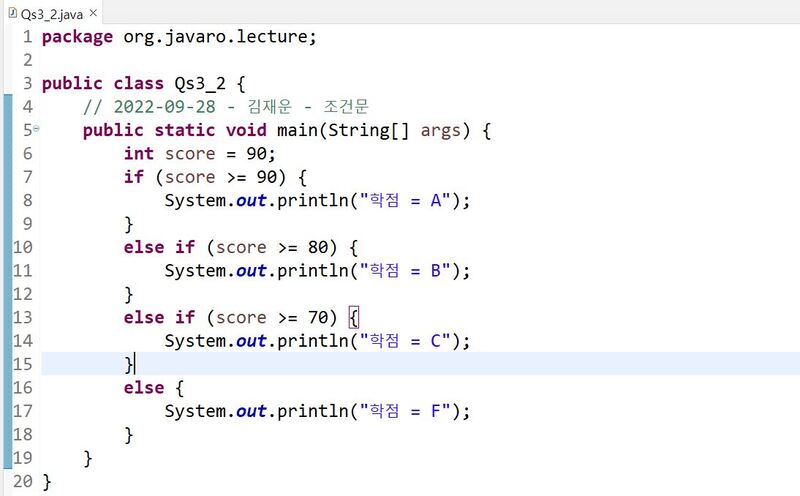 Qs3_2.java
1 package org.javaro.lecture;
2
3 public class Qs3_2 {
4     // 2022-09-28 - 김재운 - 조건문
5     public static void main(String[] args) {
6         int score = 90;
7         if (score >= 90) {
8             System.out.println("학점 = A");
9         }
10         else if (score >= 80) {
11             System.out.println("학점 = B");
12         }
13         else if (score >= 70) {
14             System.out.println("학점 = C");
15         }
16         else {
17             System.out.println("학점 = F");
18         }
19     }
20 }